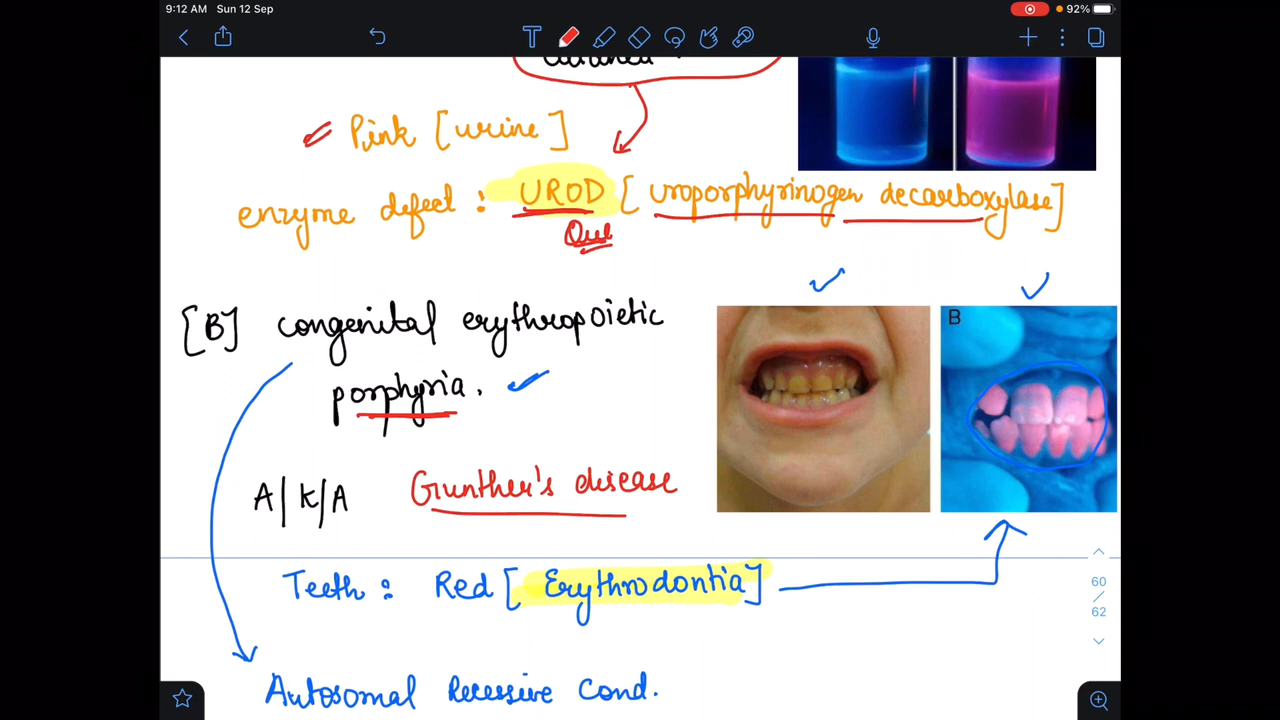 9:12 AM Sun 12 Sep
92%
Pink [urine]
enzyme defect : UROD [uroporphyrinogen decarboxylase]
Que
[B] congenital erythropoietic
porphyria.
B
A/K/A Gunther's disease
Teeth : Red [Erythrodontia]
60
/
62
Autosomal Recessive Cond.